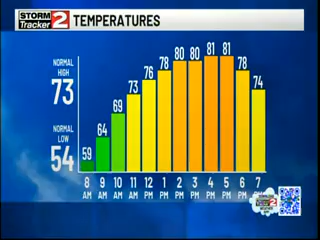 STORM
Tracker 2
TEMPERATURES
NORMAL
HIGH
73
NORMAL
LOW
54
59 64 69 73 76 78 80 80 81 81 78 74
8 9 10 11 12 1 2 3 4 5 6 7
AM AM AM AM PM PM PM PM PM PM PM